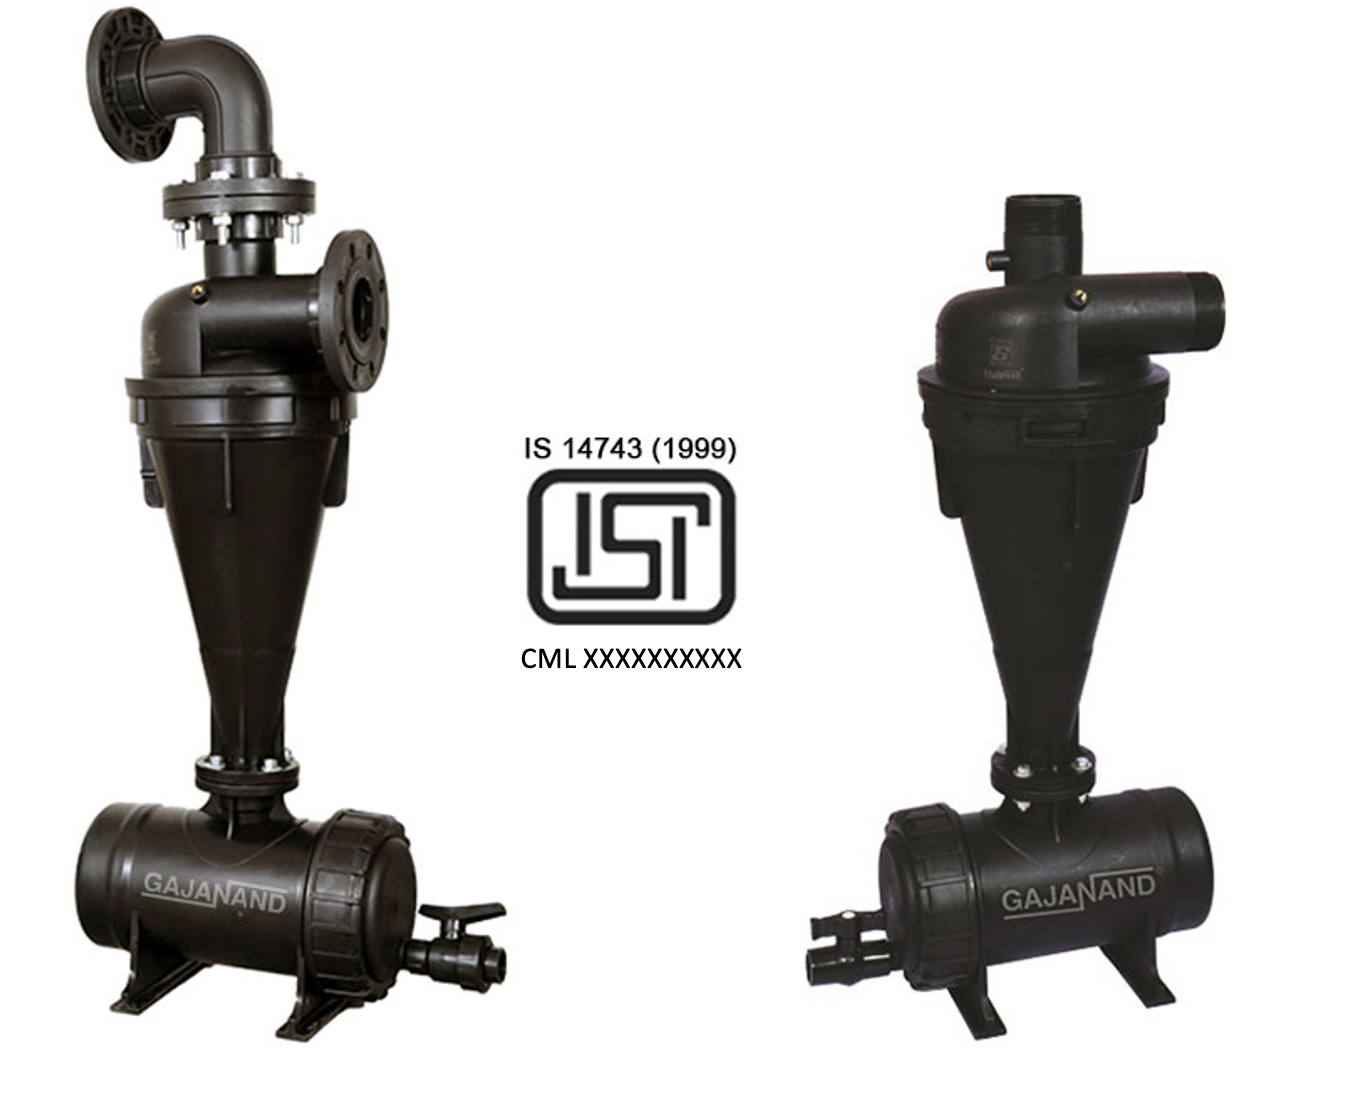 IS 14743 (1999)
ISI
CML XXXXXXXXXX
GAJANAND
GAJANAND